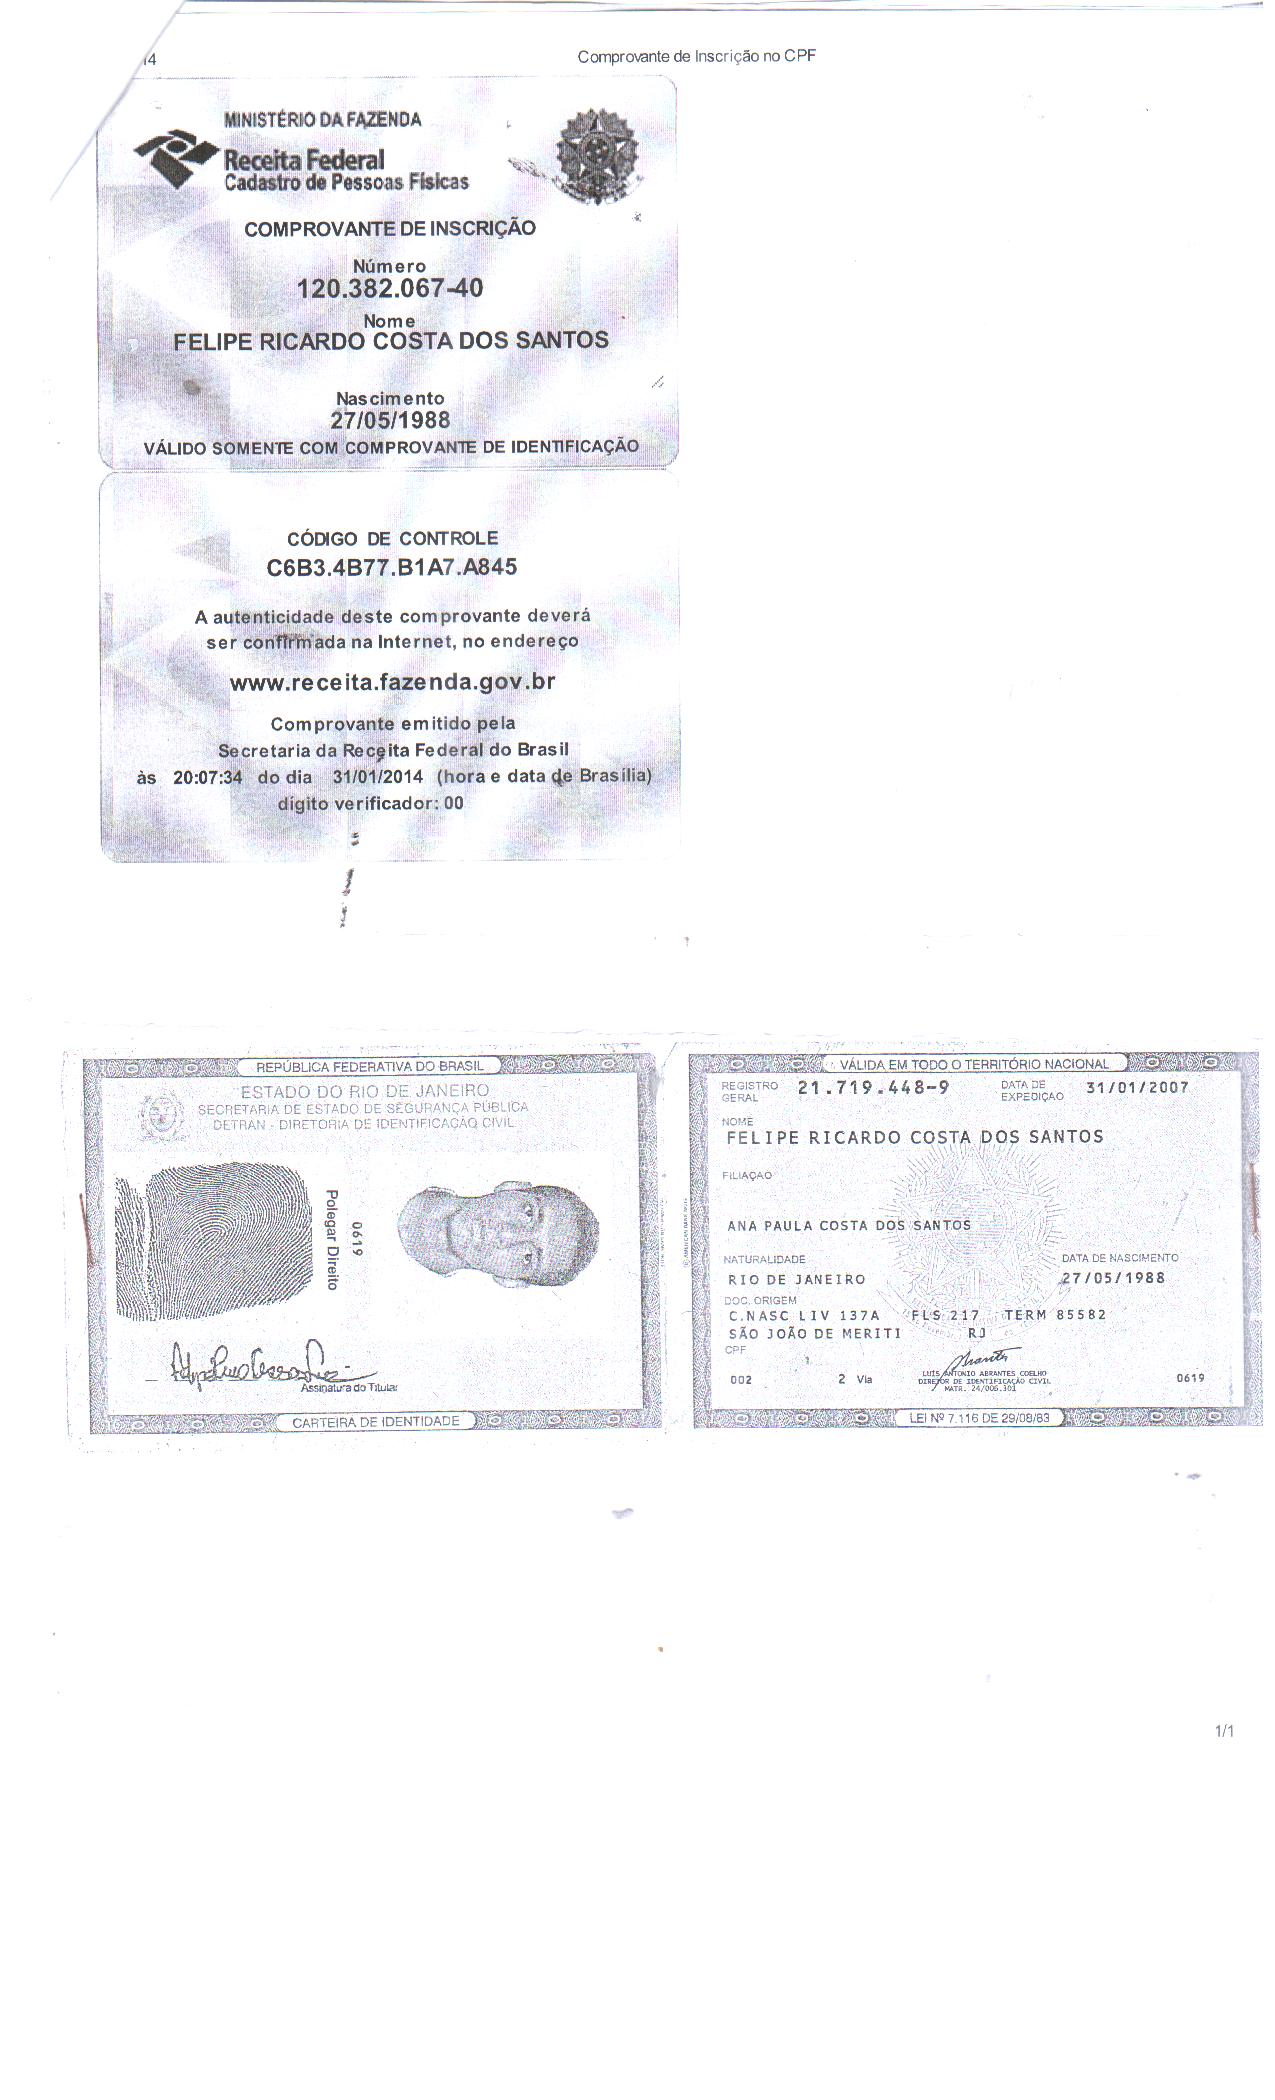 14
Comprovante de Inscrição no CPF
MINISTÉRIO DA FAZENDA
Receita Federal
Cadastro de Pessoas Físicas
COMPROVANTE DE INSCRIÇÃO
Número
120.382.067-40
Nome
FELIPE RICARDO COSTA DOS SANTOS
Nascimento
27/05/1988
VÁLIDO SOMENTE COM COMPROVANTE DE IDENTIFICAÇÃO
CÓDIGO DE CONTROLE
C6B3.4B77.B1A7.A845
A autenticidade deste comprovante deverá
ser confirmada na Internet, no endereço
www.receita.fazenda.gov.br
Comprovante emitido pela
Secretaria da Receita Federal do Brasil
às 20:07:34 do dia 31/01/2014 (hora e data de Brasília)
dígito verificador: 00
REPÚBLICA FEDERATIVA DO BRASIL
ESTADO DO RIO DE JANEIRO
SECRETARIA DE ESTADO DE SEGURANÇA PÚBLICA
DETRAN - DIRETORIA DE IDENTIFICAÇÃO CIVIL
0619
Polegar Direito
Assinatura do Titular
CARTEIRA DE IDENTIDADE
VÁLIDA EM TODO O TERRITÓRIO NACIONAL
REGISTRO GERAL 21.719.448-9 DATA DE EXPEDIÇÃO 31/01/2007
NOME
FELIPE RICARDO COSTA DOS SANTOS
FILIAÇÃO
ANA PAULA COSTA DOS SANTOS
NATURALIDADE DATA DE NASCIMENTO
RIO DE JANEIRO 27/05/1988
DOC. ORIGEM
C.NASC LIV 137A FLS 217 TERM 85582
SÃO JOÃO DE MERITI RJ
CPF
002 2 Via 0619
LUIS ANTONIO ABRANTES COELHO
DIRETOR DE IDENTIFICAÇÃO CIVIL
MATR. 24/006.301
LEI Nº 7.116 DE 29/08/83
1/1